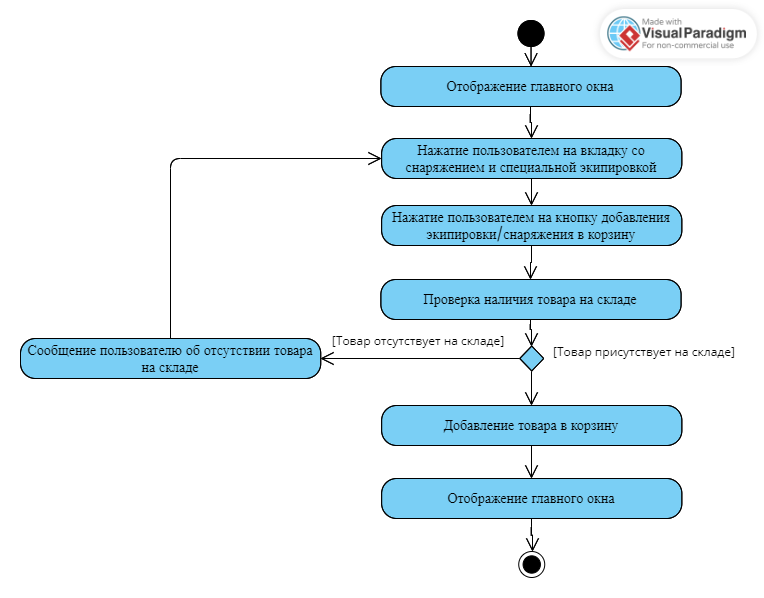 Made with
VisualParadigm
For non-commercial use
Отображение главного окна
Нажатие пользователем на вкладку со
снаряжением и специальной экипировкой
Нажатие пользователем на кнопку добавления
экипировки/снаряжения в корзину
Проверка наличия товара на складе
[Товар отсутствует на складе]
[Товар присутствует на складе]
Сообщение пользователю об отсутствии товара
на складе
Добавление товара в корзину
Отображение главного окна